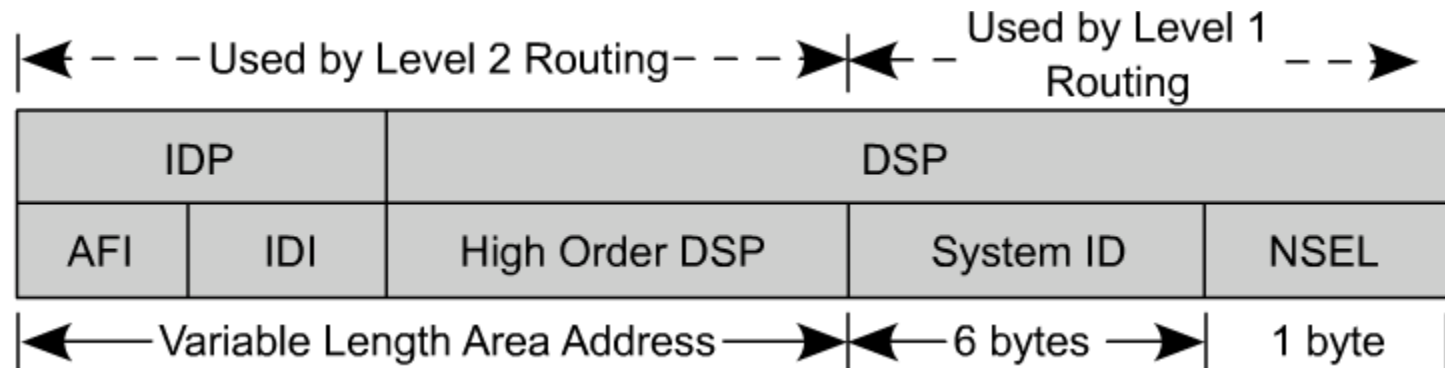 Used by Level 2 Routing
Used by Level 1
Routing
IDP
DSP
AFI
IDI
High Order DSP
System ID
NSEL
Variable Length Area Address
6 bytes
1 byte